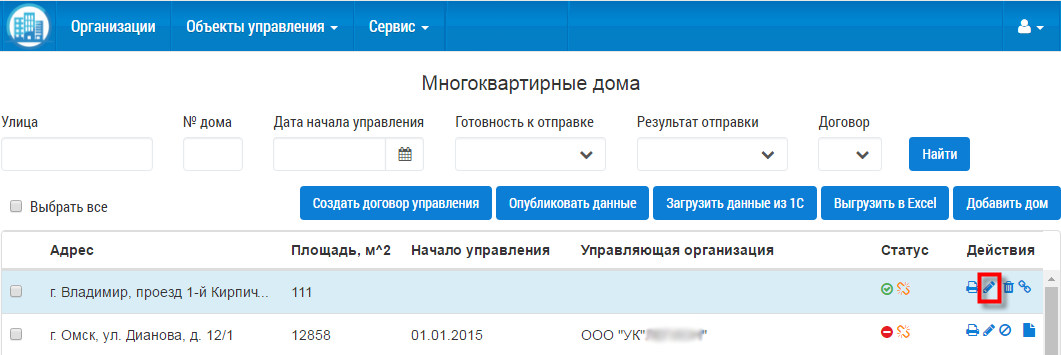 Организации Объекты управления Сервис
Многоквартирные дома
Улица № дома Дата начала управления Готовность к отправке Результат отправки Договор
Найти
Выбрать все Создать договор управления Опубликовать данные Загрузить данные из 1С Выгрузить в Excel Добавить дом
Адрес Площадь, м^2 Начало управления Управляющая организация Статус Действия
г. Владимир, проезд 1-й Кирпич... 111
г. Омск, ул. Дианова, д. 12/1 12858 01.01.2015 ООО "УК" "